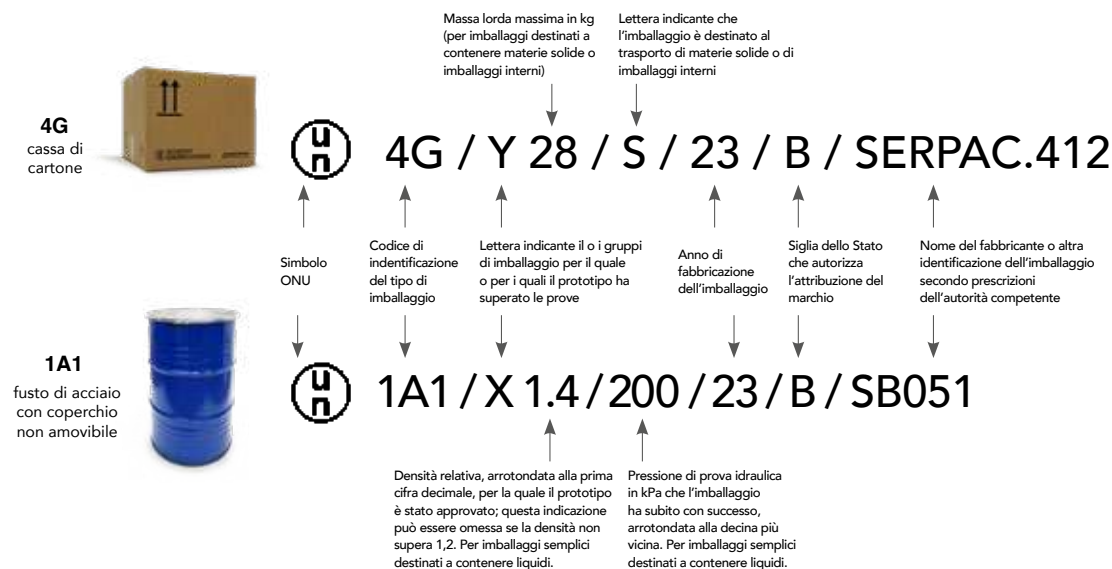 Massa lorda massima in kg
(per imballaggi destinati a
contenere materie solide o
imballaggi interni)
Lettera indicante che
l'imballaggio è destinato al
trasporto di materie solide o di
imballaggi interni
4G
cassa di
cartone
un 4G / Y 28 / S / 23 / B / SERPAC.412
Simbolo
ONU
Codice di
indentificazione
del tipo di
imballaggio
Lettera indicante il o i gruppi
di imballaggio per il quale
o per i quali il prototipo ha
superato le prove
Anno di
fabbricazione
dell'imballaggio
Siglia dello Stato
che autorizza
l'attribuzione del
marchio
Nome del fabbricante o altra
identificazione dell'imballaggio
secondo prescrizioni
dell'autorità competente
1A1
fusto di acciaio
con coperchio
non amovibile
un 1A1 / X 1.4 / 200 / 23 / B / SB051
Densità relativa, arrotondata alla prima
cifra decimale, per la quale il prototipo
è stato approvato; questa indicazione
può essere omessa se la densità non
supera 1,2. Per imballaggi semplici
destinati a contenere liquidi.
Pressione di prova idraulica
in kPa che l'imballaggio
ha subito con successo,
arrotondata alla decina più
vicina. Per imballaggi semplici
destinati a contenere liquidi.